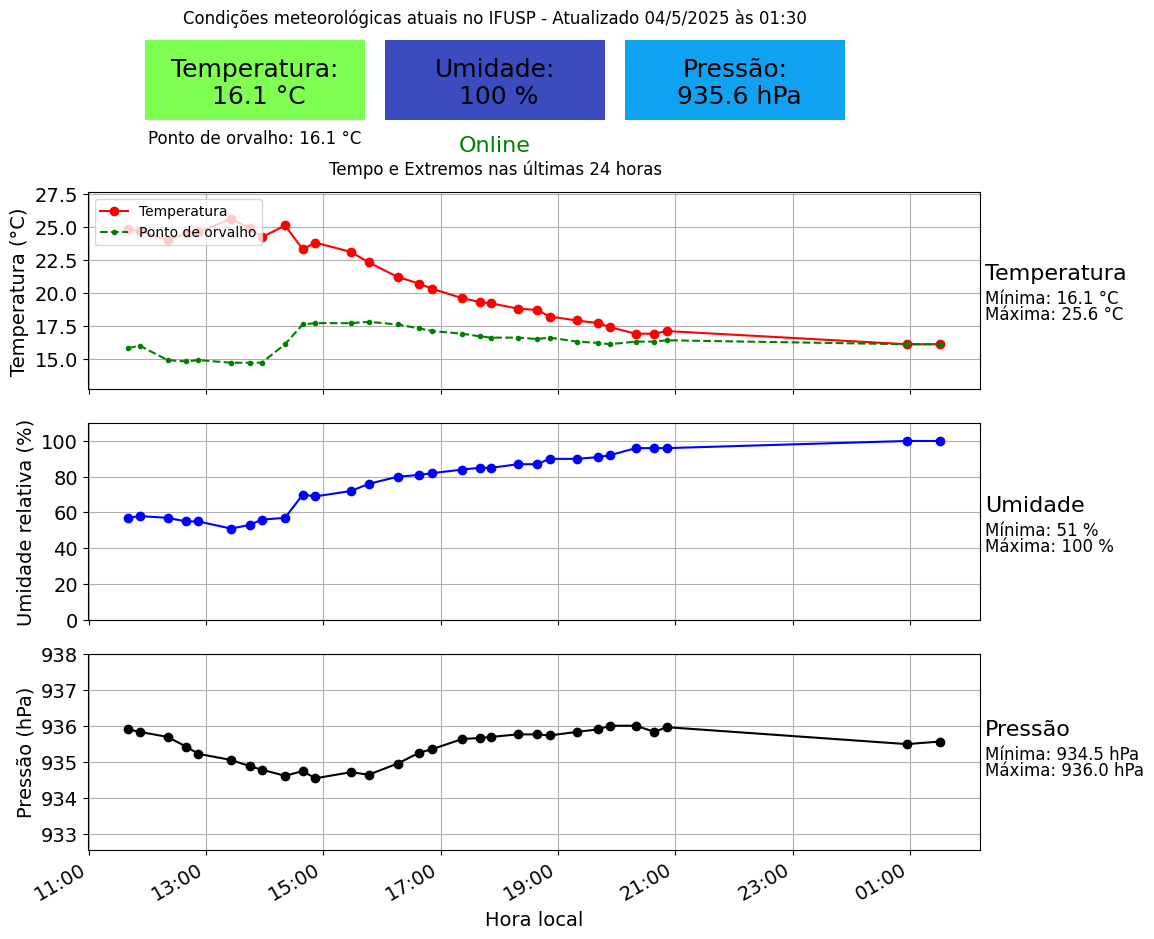 Condições meteorológicas atuais no IFUSP - Atualizado 04/5/2025 às 01:30
Temperatura:
16.1 °C
Umidade:
100 %
Pressão:
935.6 hPa
Ponto de orvalho: 16.1 °C
Online
Tempo e Extremos nas últimas 24 horas
Temperatura (°C)
27.5
25.0
22.5
20.0
17.5
15.0
Temperatura
Ponto de orvalho
Temperatura
Mínima: 16.1 °C
Máxima: 25.6 °C
Umidade relativa (%)
100
80
60
40
20
0
Umidade
Mínima: 51 %
Máxima: 100 %
Pressão (hPa)
938
937
936
935
934
933
Pressão
Mínima: 934.5 hPa
Máxima: 936.0 hPa
11:00
13:00
15:00
17:00
19:00
21:00
23:00
01:00
Hora local